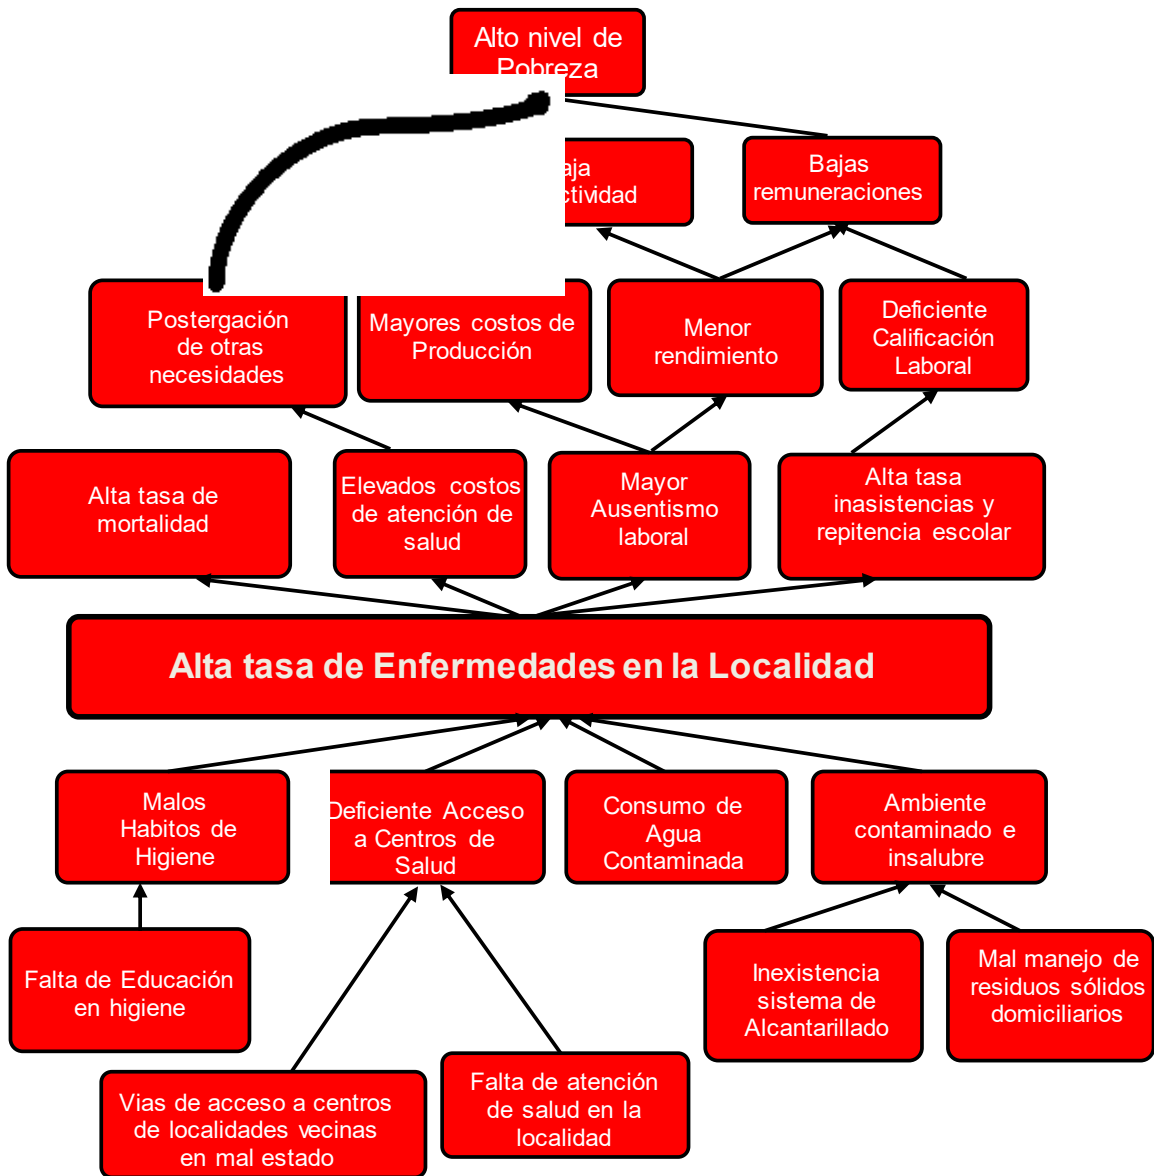 Alto nivel de
Pobreza
Bajas
remuneraciones
Postergación
de otras
necesidades
Mayores costos de
Producción
Menor
rendimiento
Deficiente
Calificación
Laboral
Alta tasa de
mortalidad
Elevados costos
de atención de
salud
Mayor
Ausentismo
laboral
Alta tasa
inasistencias y
repitencia escolar
Alta tasa de Enfermedades en la Localidad
Malos
Habitos de
Higiene
Deficiente Acceso
a Centros de
Salud
Consumo de
Agua
Contaminada
Ambiente
contaminado e
insalubre
Falta de Educación
en higiene
Inexistencia
sistema de
Alcantarillado
Mal manejo de
residuos sólidos
domiciliarios
Vias de acceso a centros
de localidades vecinas
en mal estado
Falta de atención
de salud en la
localidad